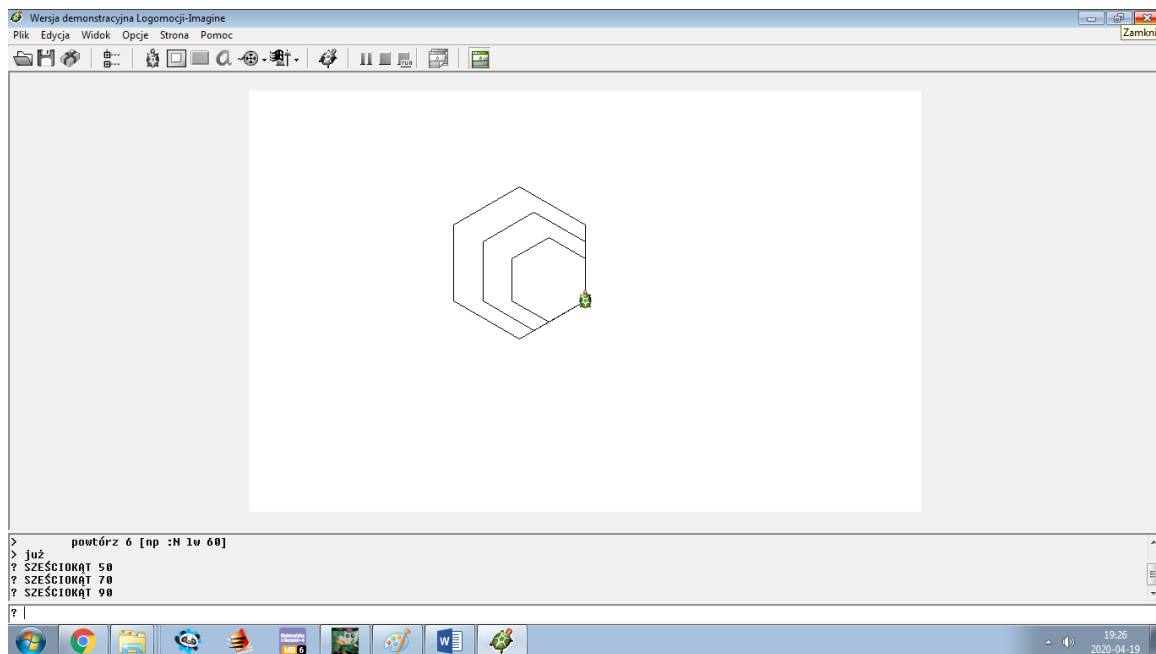 Wersja demonstracyjna Logomocji-Imagine
Plik Edycja Widok Opcje Strona Pomoc
Zamkni
> powtórz 6 [np :N lw 60]
> już
? SZEŚCIOKĄT 50
? SZEŚCIOKĄT 70
? SZEŚCIOKĄT 90
?
19:26
2020-04-19